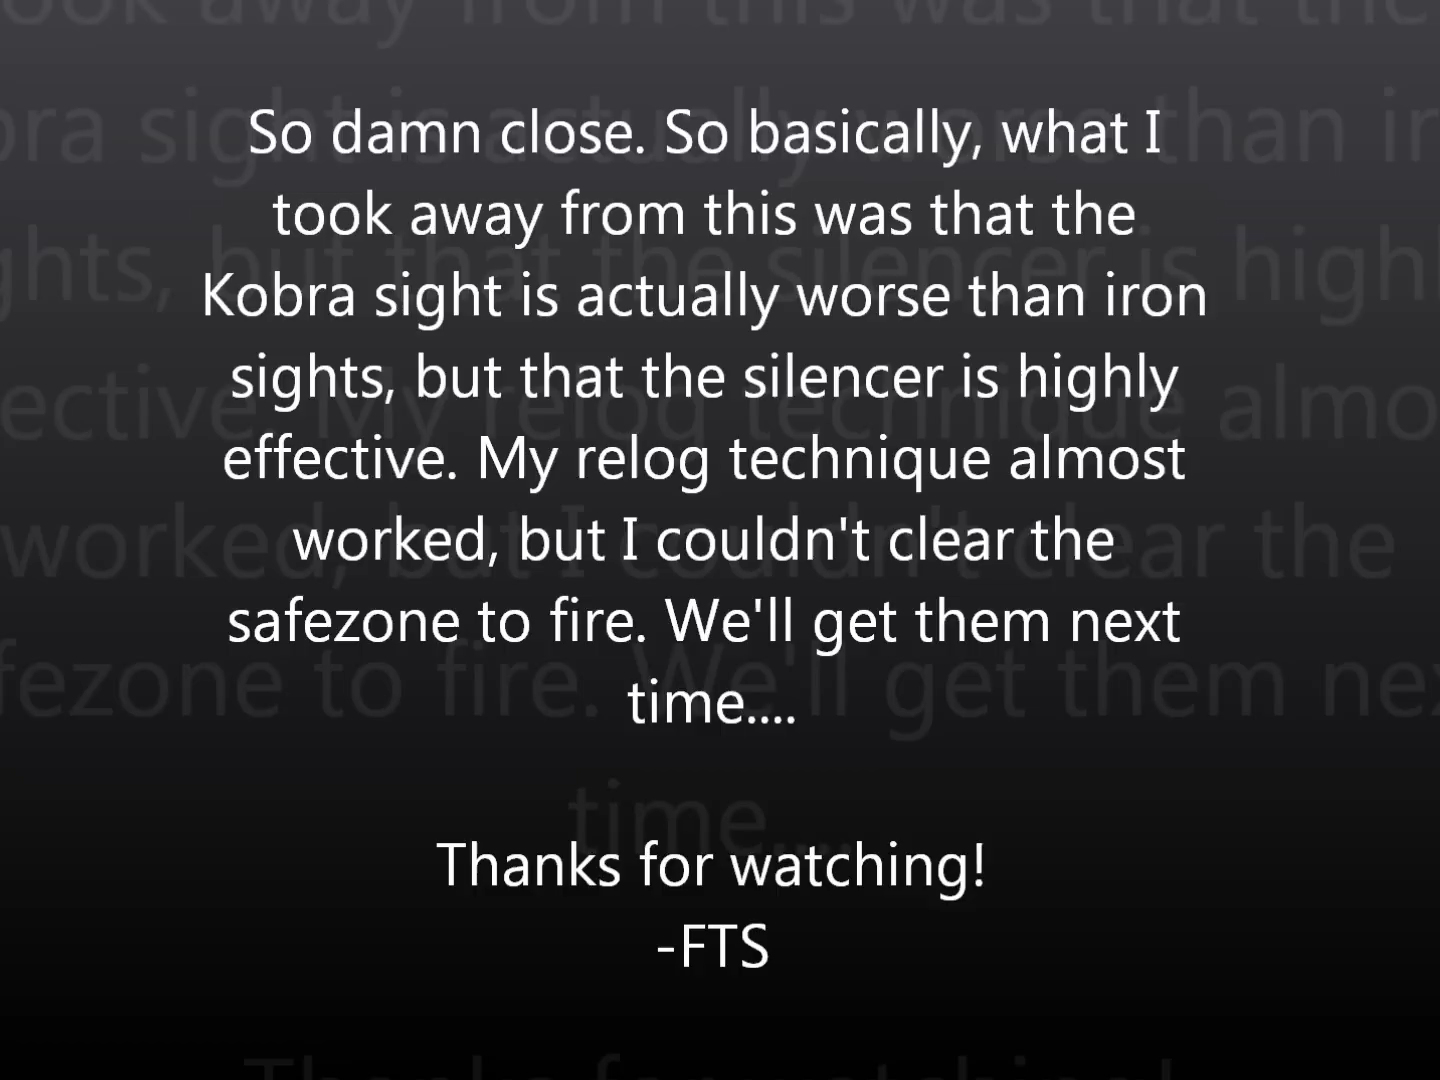 So damn close. So basically, what I
took away from this was that the
Kobra sight is actually worse than iron
sights, but that the silencer is highly
effective. My relog technique almost
worked, but I couldn't clear the
safezone to fire. We'll get them next
time....
Thanks for watching!
-FTS